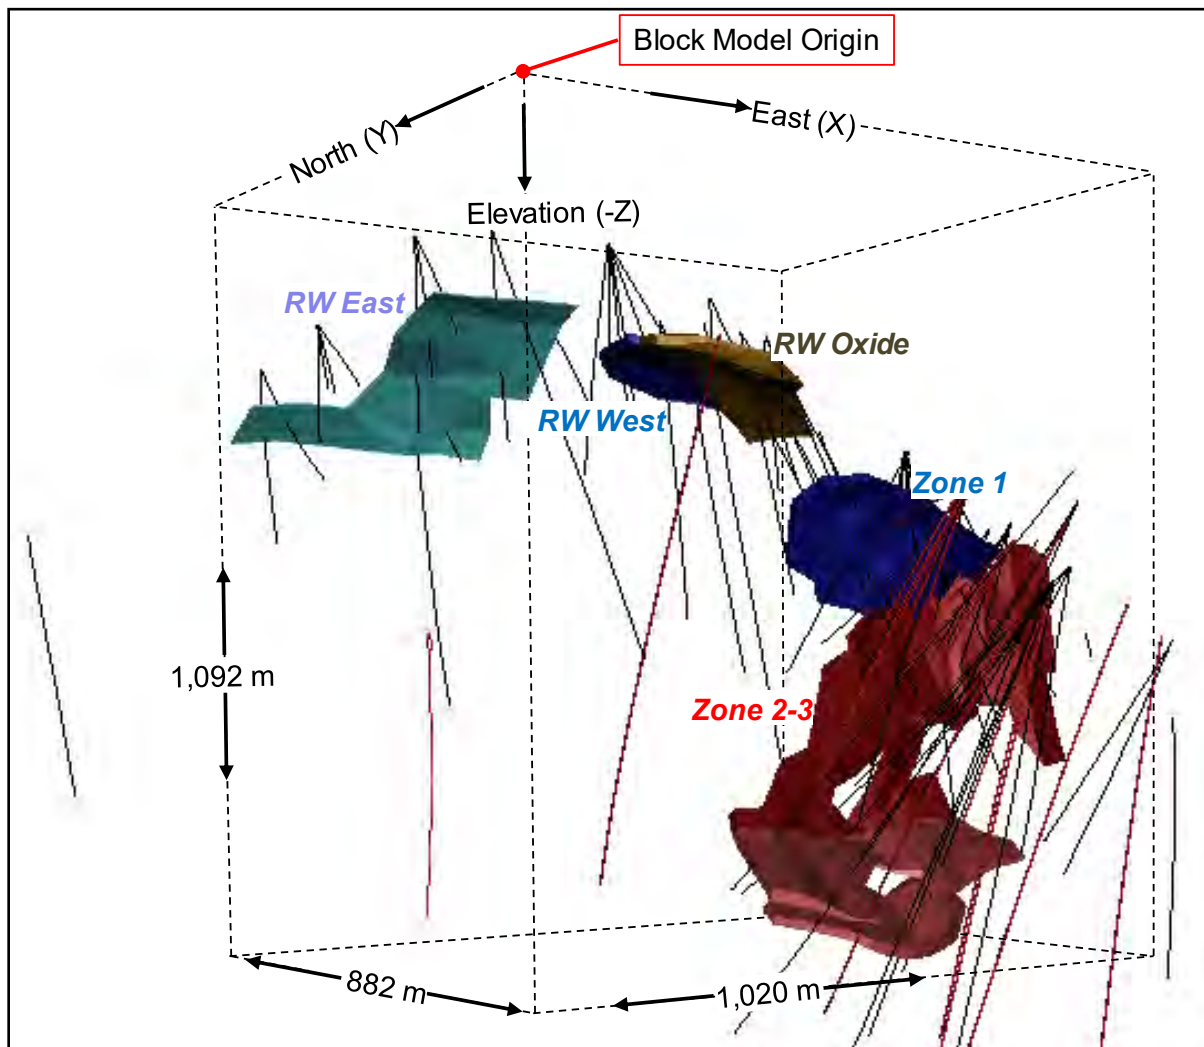 Block Model Origin
East (X)
North (Y)
Elevation (-Z)
RW East
RW Oxide
RW West
Zone 1
1,092 m
Zone 2-3
882 m
1,020 m